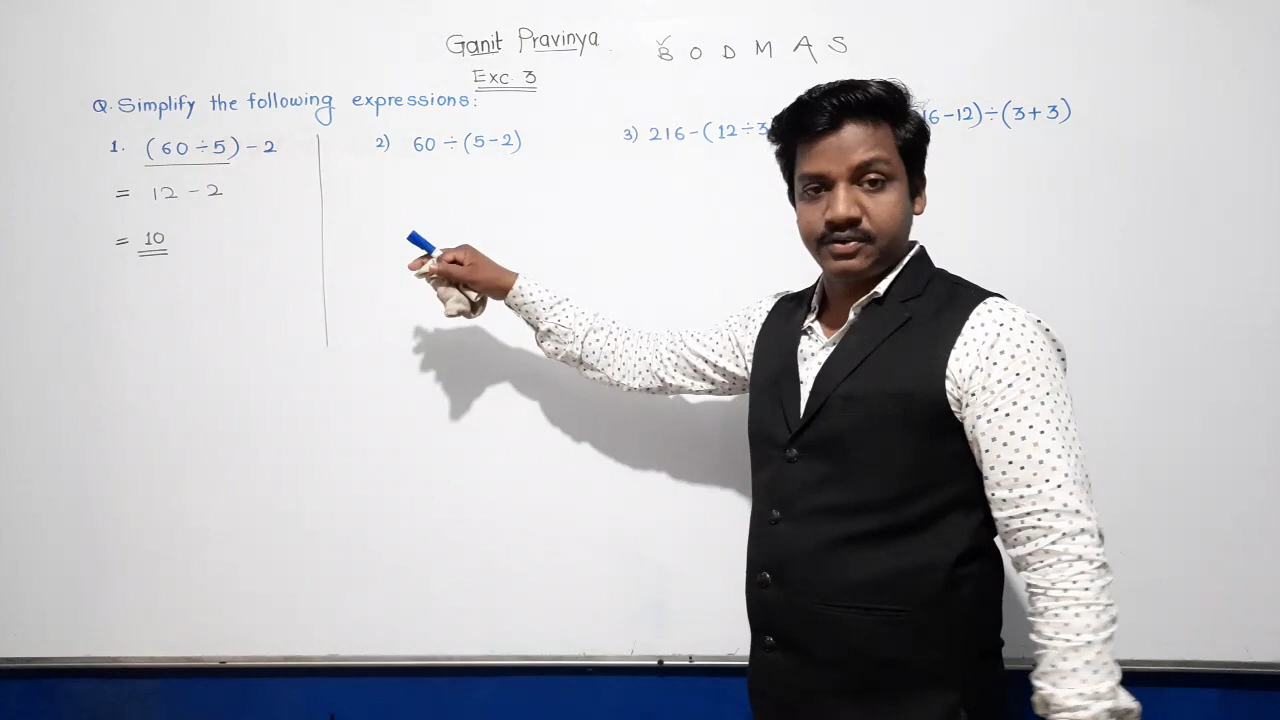 Ganit Pravinya.
B O D M A S
Exc. 3
Q. Simplify the following expressions:
1. (60 ÷ 5) - 2
= 12 - 2
= 10
2) 60 ÷ (5 - 2)
3) 216 - (12 ÷ 3
16 - 12) ÷ (3 + 3)